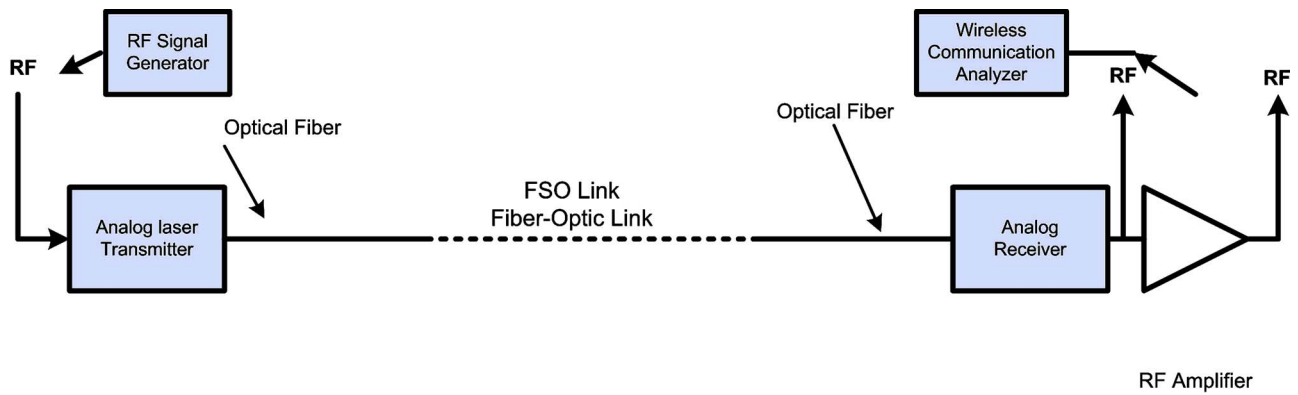 RF Signal
Generator
RF
Wireless
Communication
Analyzer
RF
RF
Optical Fiber
Optical Fiber
FSO Link
Fiber-Optic Link
Analog laser
Transmitter
Analog
Receiver
RF Amplifier